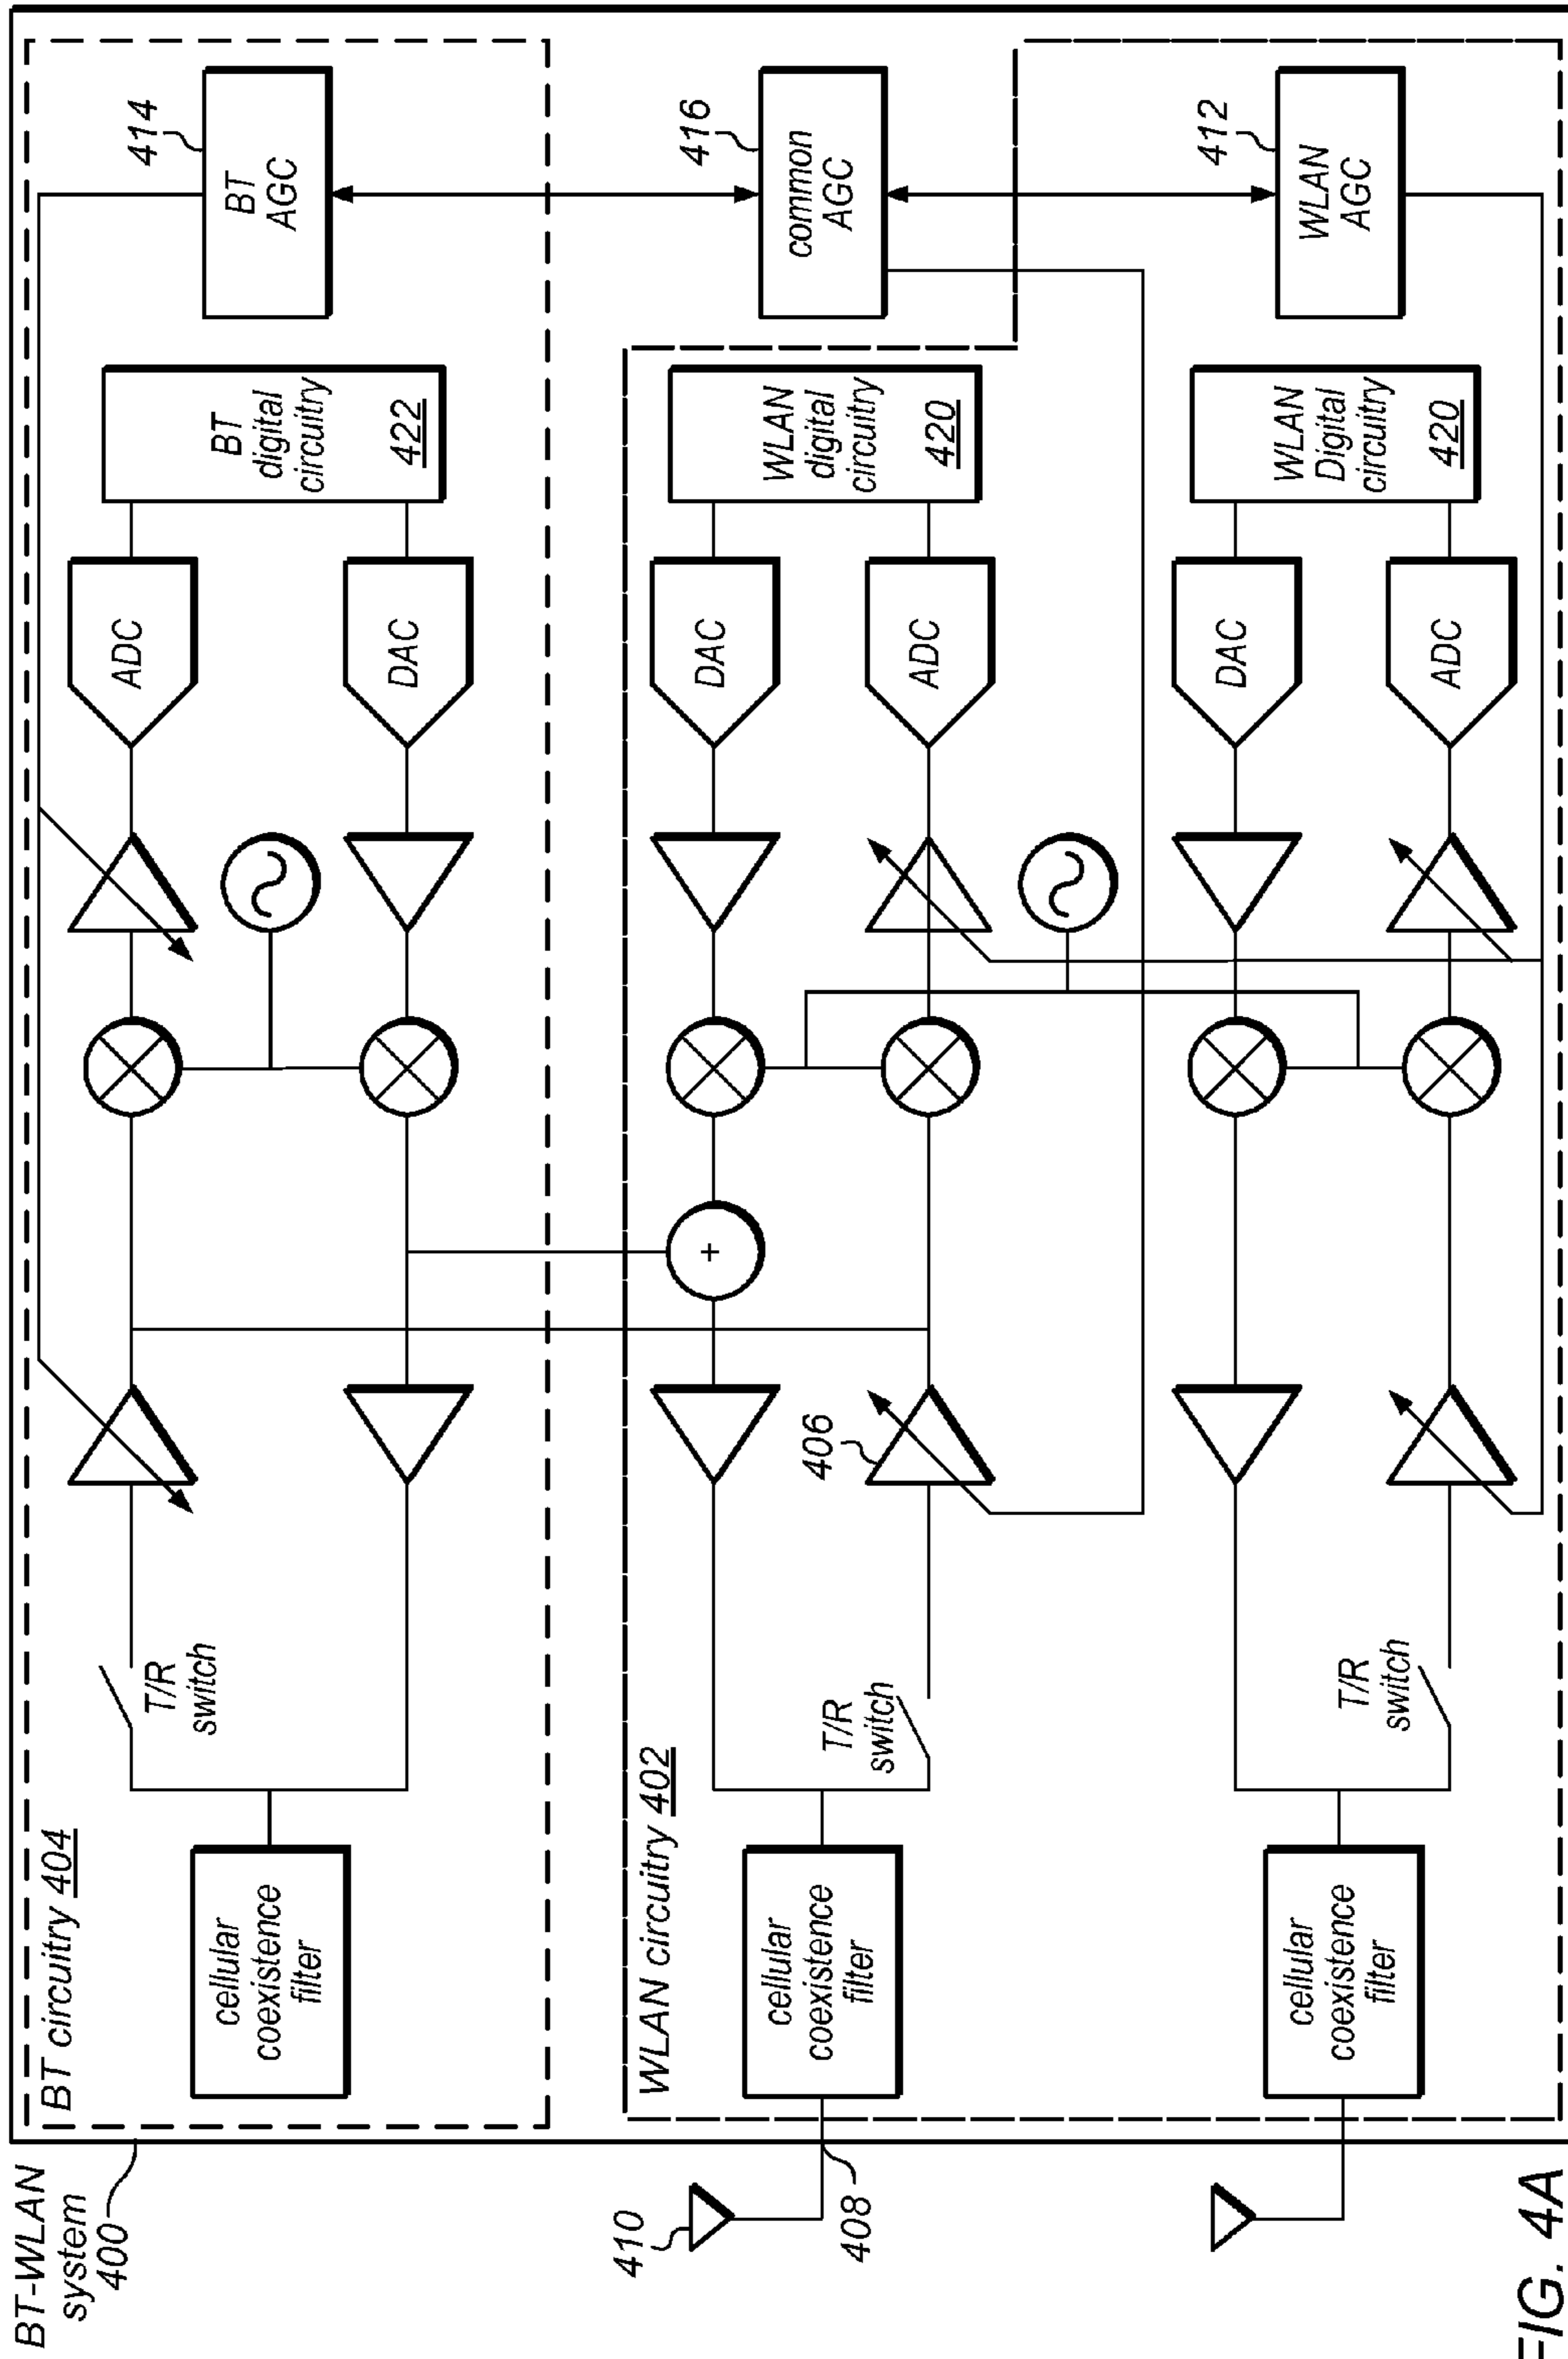 BT-WLAN
system
400
BT circuitry 404
cellular
coexistence
filter
T/R
switch
ADC
DAC
BT
digital
circuitry
422
414
BT
AGC
410
408
WLAN circuitry 402
cellular
coexistence
filter
T/R
switch
406
+
DAC
ADC
WLAN
digital
circuitry
420
416
common
AGC
cellular
coexistence
filter
T/R
switch
DAC
ADC
WLAN
Digital
circuitry
420
412
WLAN
AGC
FIG. 4A